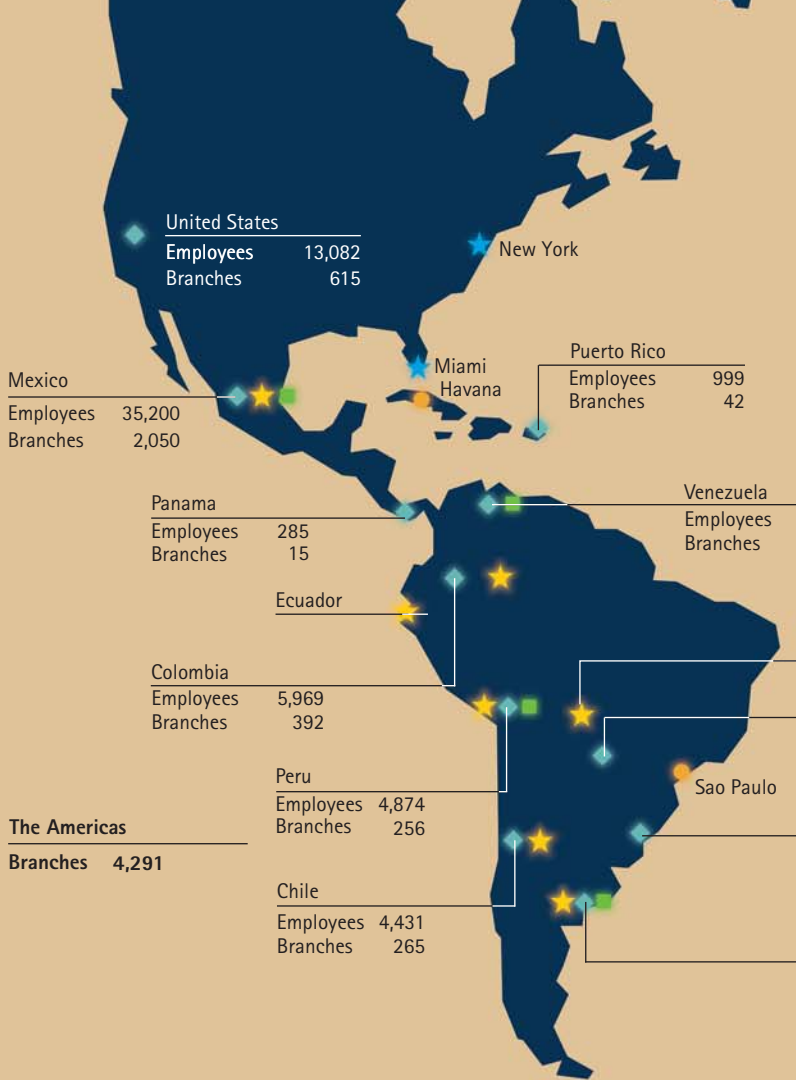 United States
Employees 13,082
Branches 615
New York
Miami
Havana
Puerto Rico
Employees 999
Branches 42
Mexico
Employees 35,200
Branches 2,050
Panama
Employees 285
Branches 15
Venezuela
Employees
Branches
Ecuador
Colombia
Employees 5,969
Branches 392
Peru
Employees 4,874
Branches 256
Sao Paulo
The Americas
Branches 4,291
Chile
Employees 4,431
Branches 265